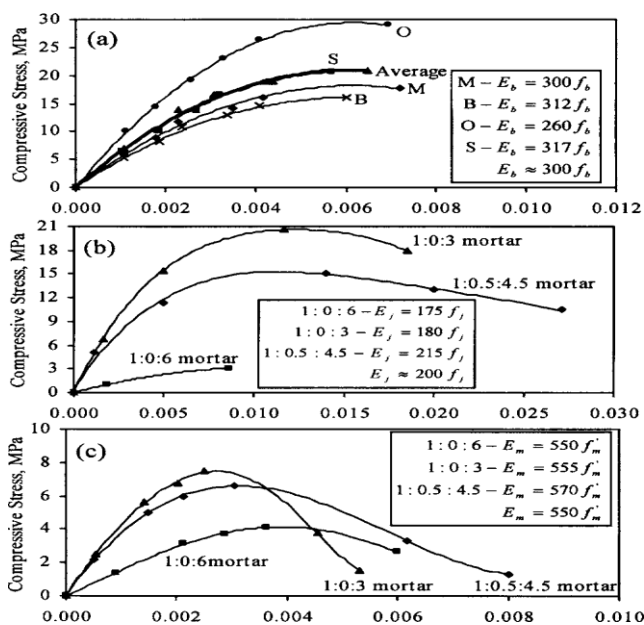 Compressive Stress, MPa
30
25
20
15
10
5
0
(a)
O
S
Average
M
B
M – E_b = 300 f_b
B – E_b = 312 f_b
O – E_b = 260 f_b
S – E_b = 317 f_b
E_b ≈ 300 f_b
0.000 0.002 0.004 0.006 0.008 0.010 0.012
Compressive Stress, MPa
21
18
15
12
9
6
3
0
(b)
1:0:3 mortar
1:0.5:4.5 mortar
1:0:6 mortar
1:0:6 – E_j = 175 f_j
1:0:3 – E_j = 180 f_j
1:0.5:4.5 – E_j = 215 f_j
E_j ≈ 200 f_j
0.000 0.005 0.010 0.015 0.020 0.025 0.030
Compressive Stress, MPa
10
8
6
4
2
0
(c)
1:0:6 – E_m = 550 f'_m
1:0:3 – E_m = 555 f'_m
1:0.5:4.5 – E_m = 570 f'_m
E_m = 550 f'_m
1:0:6mortar
1:0:3 mortar
1:0.5:4.5 mortar
0.000 0.002 0.004 0.006 0.008 0.010